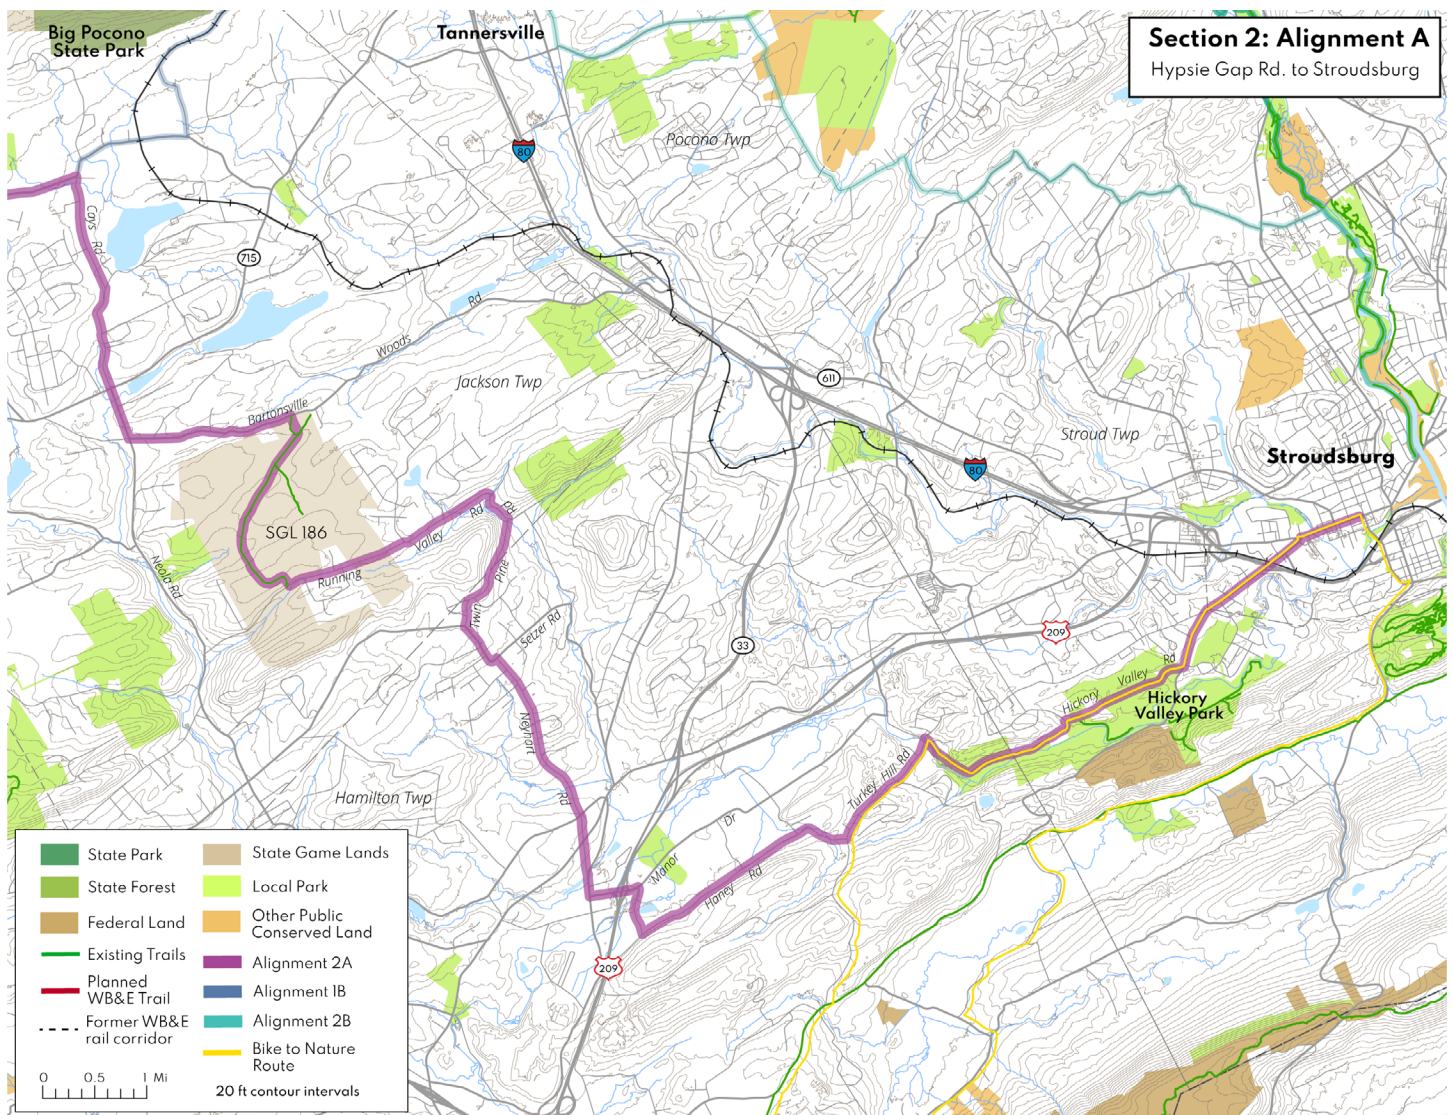 Big Pocono
State Park
Tannersville
Section 2: Alignment A
Hypsie Gap Rd. to Stroudsburg
80
Pocono Twp
Cays Rd
715
Woods Rd
Jackson Twp
611
Bartonsville
Stroud Twp
Stroudsburg
80
SGL 186
Running Valley Rd
Twin Pine Rd
Neola Rd
Setzer Rd
33
209
Hickory Valley Rd
Hickory
Valley Park
Neyhart Rd
Turkey Hill Rd
Hamilton Twp
Manor Dr
Haney Rd
209
State Park
State Forest
Federal Land
Existing Trails
Planned
WB&E Trail
Former WB&E
rail corridor
0 0.5 1 Mi
State Game Lands
Local Park
Other Public
Conserved Land
Alignment 2A
Alignment 1B
Alignment 2B
Bike to Nature
Route
20 ft contour intervals